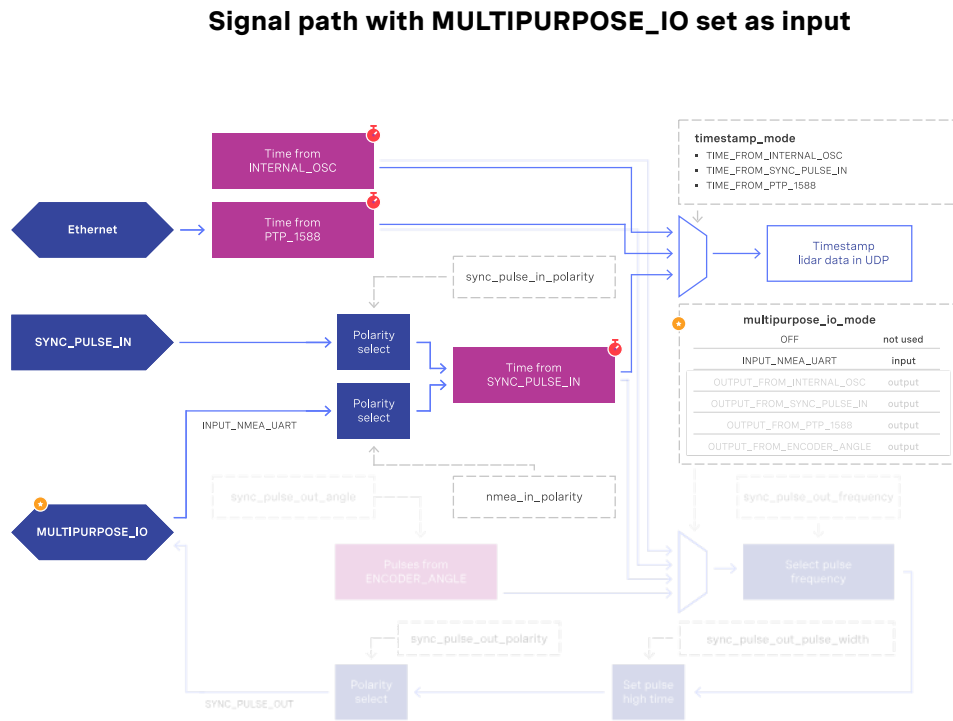 Signal path with MULTIPURPOSE_IO set as input
Time from
INTERNAL_OSC
timestamp_mode
TIME_FROM_INTERNAL_OSC
TIME_FROM_SYNC_PULSE_IN
TIME_FROM_PTP_1588
Ethernet
Time from
PTP_1588
Timestamp
lidar data in UDP
sync_pulse_in_polarity
SYNC_PULSE_IN
Polarity
select
multipurpose_io_mode
OFF not used
INPUT_NMEA_UART input
OUTPUT_FROM_INTERNAL_OSC output
OUTPUT_FROM_SYNC_PULSE_IN output
OUTPUT_FROM_PTP_1588 output
OUTPUT_FROM_ENCODER_ANGLE output
Time from
SYNC_PULSE_IN
Polarity
select
INPUT_NMEA_UART
sync_pulse_out_angle
nmea_in_polarity
sync_pulse_out_frequency
MULTIPURPOSE_IO
Pulses from
ENCODER_ANGLE
Select pulse
frequency
sync_pulse_out_polarity
sync_pulse_out_pulse_width
Polarity
select
Set pulse
high time
SYNC_PULSE_OUT